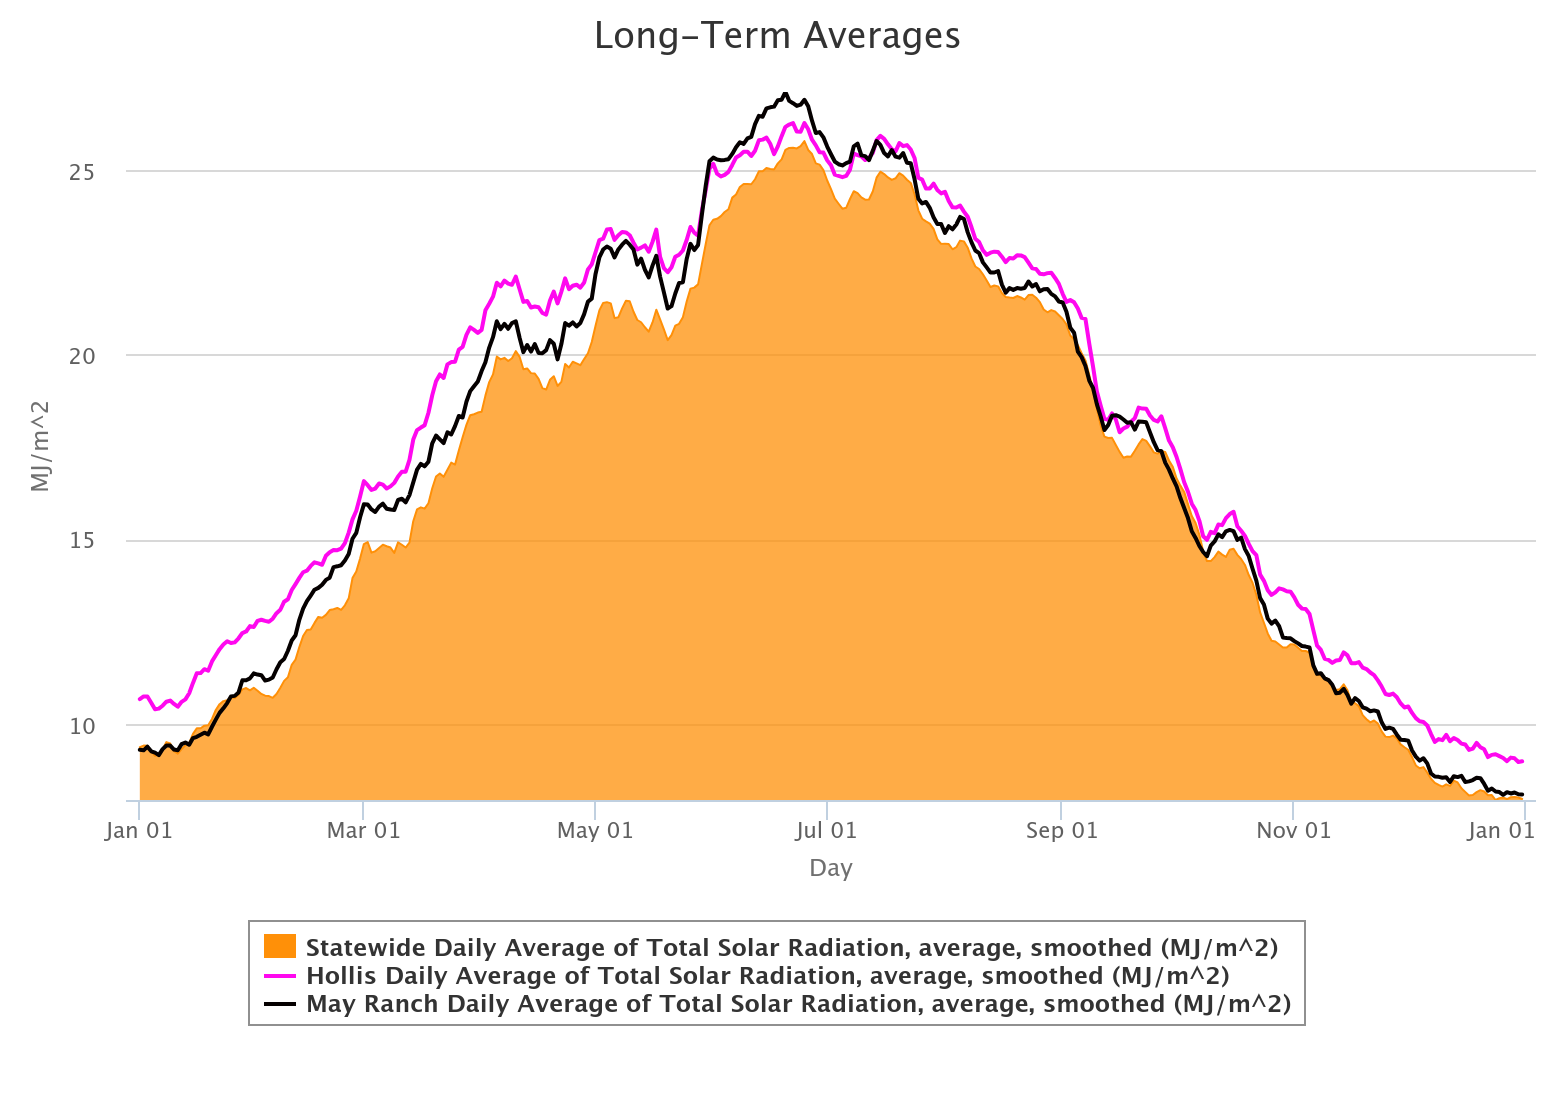 Long-Term Averages
25
20
15
10
MJ/m^2
Jan 01 Mar 01 May 01 Jul 01 Sep 01 Nov 01 Jan 01
Day
Statewide Daily Average of Total Solar Radiation, average, smoothed (MJ/m^2)
Hollis Daily Average of Total Solar Radiation, average, smoothed (MJ/m^2)
May Ranch Daily Average of Total Solar Radiation, average, smoothed (MJ/m^2)